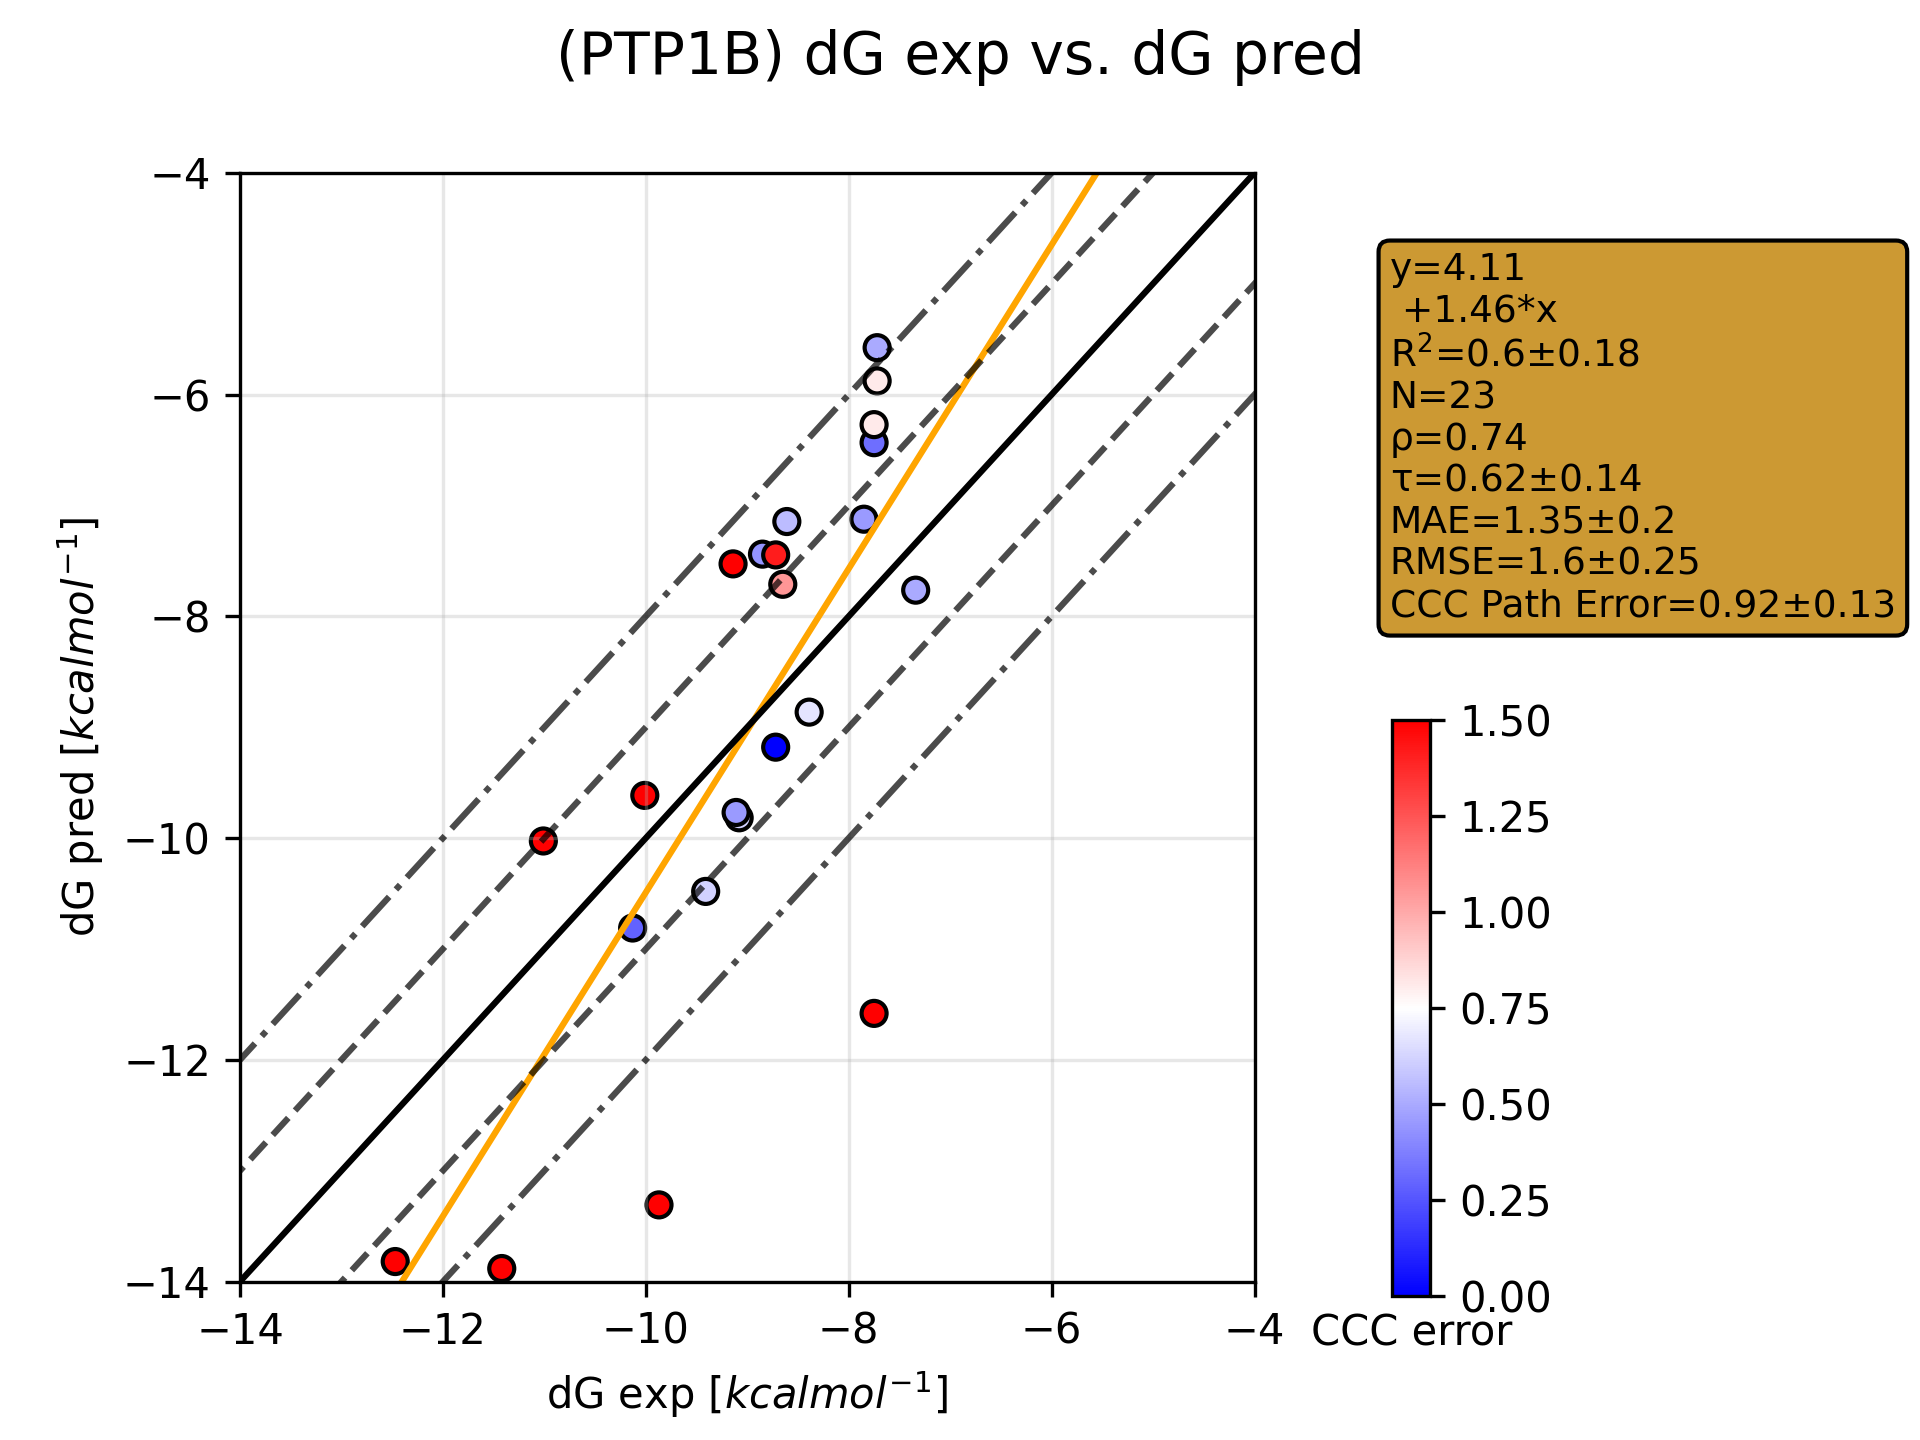 (PTP1B) dG exp vs. dG pred
−4
−6
−8
−10
−12
−14
dG pred [kcalmol⁻¹]
−14 −12 −10 −8 −6 −4
dG exp [kcalmol⁻¹]
y=4.11
+1.46*x
R²=0.6±0.18
N=23
ρ=0.74
τ=0.62±0.14
MAE=1.35±0.2
RMSE=1.6±0.25
CCC Path Error=0.92±0.13
1.50
1.25
1.00
0.75
0.50
0.25
0.00
CCC error